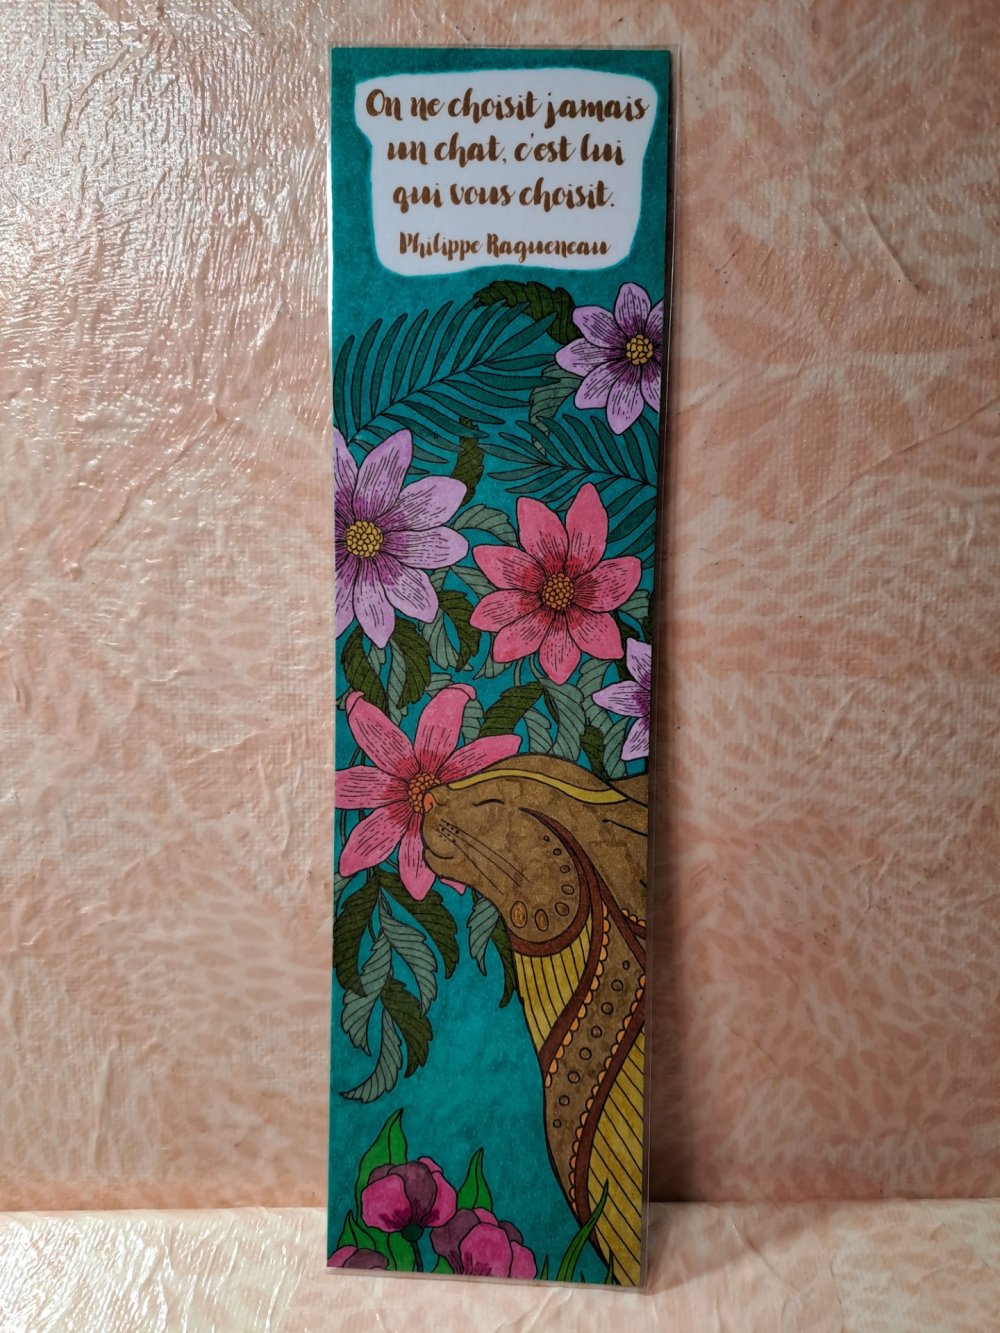 On ne choisit jamais
un chat, c'est lui
qui vous choisit.
Philippe Ragueneau